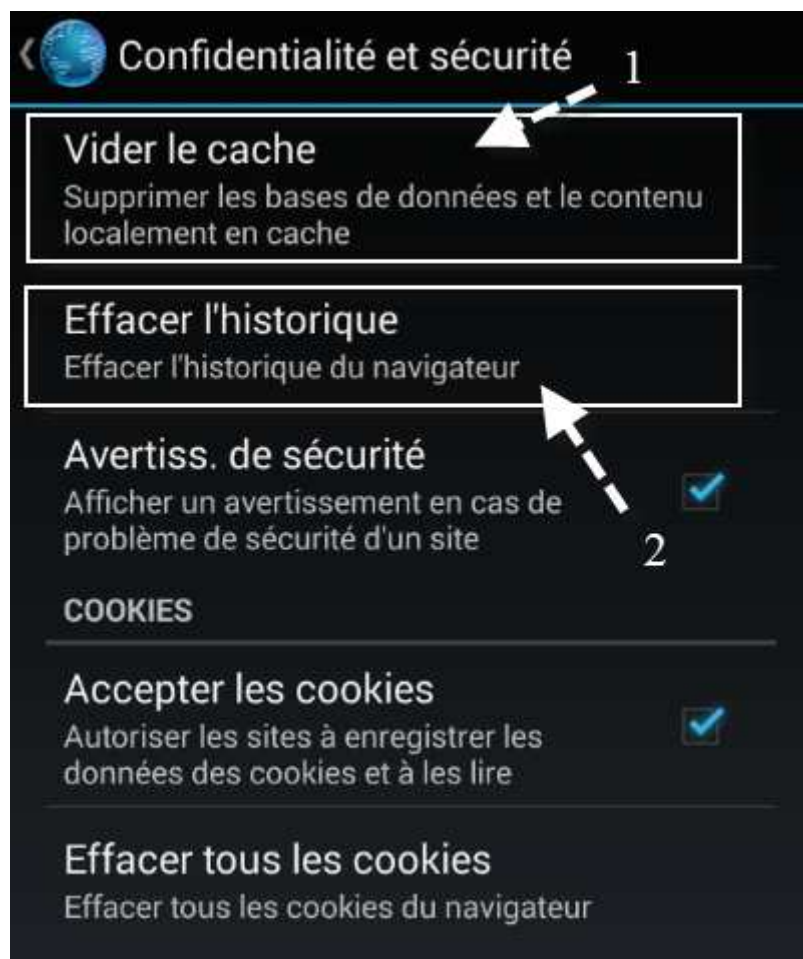 Confidentialité et sécurité
1
Vider le cache
Supprimer les bases de données et le contenu
localement en cache
Effacer l'historique
Effacer l'historique du navigateur
Avertiss. de sécurité
Afficher un avertissement en cas de
problème de sécurité d'un site
2
COOKIES
Accepter les cookies
Autoriser les sites à enregistrer les
données des cookies et à les lire
Effacer tous les cookies
Effacer tous les cookies du navigateur